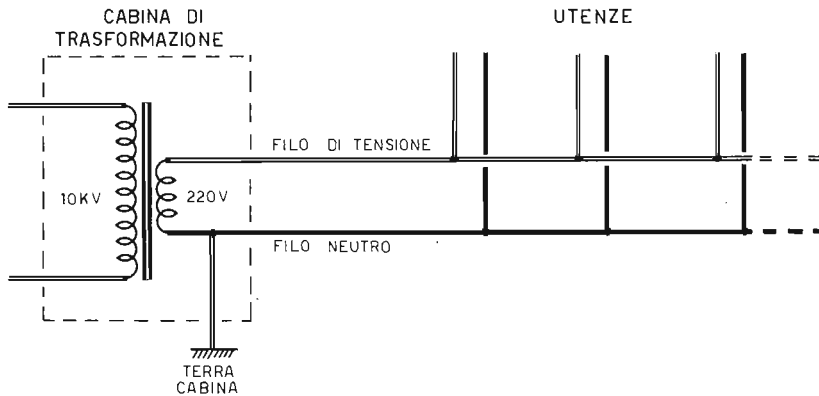 CABINA DI
TRASFORMAZIONE
UTENZE
FILO DI TENSIONE
10KV
220V
FILO NEUTRO
TERRA
CABINA